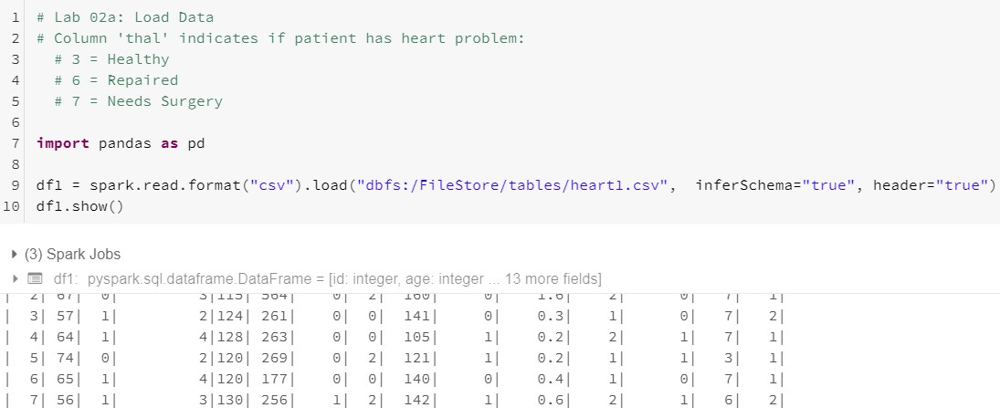 1 # Lab 02a: Load Data
2 # Column 'thal' indicates if patient has heart problem:
3 # 3 = Healthy
4 # 6 = Repaired
5 # 7 = Needs Surgery
6
7 import pandas as pd
8
9 df1 = spark.read.format("csv").load("dbfs:/FileStore/tables/heart1.csv", inferSchema="true", header="true")
10 df1.show()
(3) Spark Jobs
df1: pyspark.sql.dataframe.DataFrame = [id: integer, age: integer ... 13 more fields]
| 2| 67| 0| 3|115| 564| 0| 2| 160| 0| 1.6| 2| 0| 7| 1|
| 3| 57| 1| 2|124| 261| 0| 0| 141| 0| 0.3| 1| 0| 7| 2|
| 4| 64| 1| 4|128| 263| 0| 0| 105| 1| 0.2| 2| 1| 7| 1|
| 5| 74| 0| 2|120| 269| 0| 2| 121| 1| 0.2| 1| 1| 3| 1|
| 6| 65| 1| 4|120| 177| 0| 0| 140| 0| 0.4| 1| 0| 7| 1|
| 7| 56| 1| 3|130| 256| 1| 2| 142| 1| 0.6| 2| 1| 6| 2|